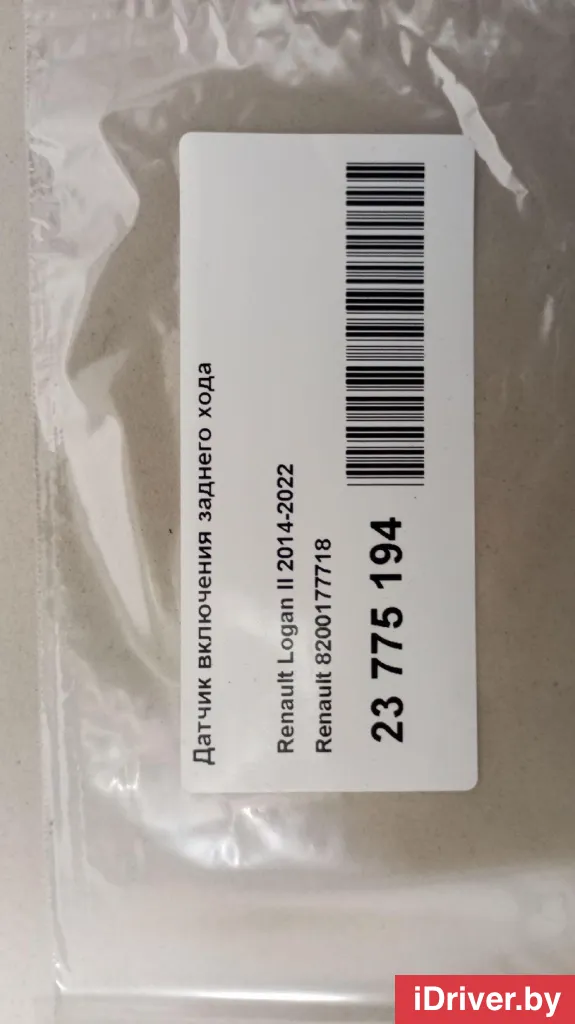 Датчик включения заднего хода
Renault Logan II 2014-2022
Renault 8200177718
23 775 194
iDriver.by